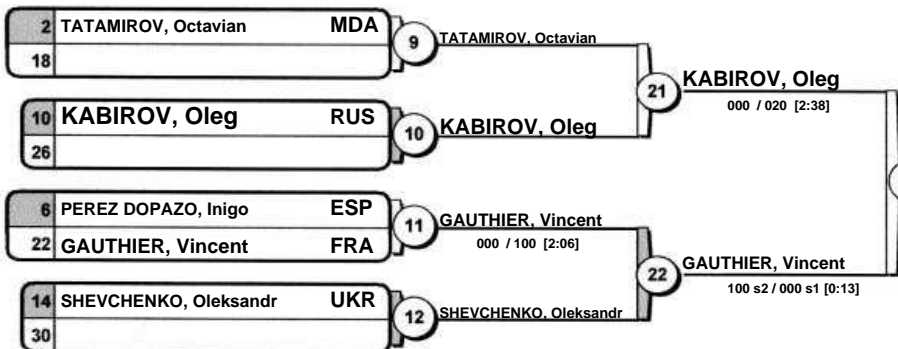 2 TATAMIROV, Octavian MDA
18
9 TATAMIROV, Octavian
10 KABIROV, Oleg RUS
26
10 KABIROV, Oleg
21 KABIROV, Oleg
000 / 020 [2:38]
6 PEREZ DOPAZO, Inigo ESP
22 GAUTHIER, Vincent FRA
11 GAUTHIER, Vincent
000 / 100 [2:06]
14 SHEVCHENKO, Oleksandr UKR
30
12 SHEVCHENKO, Oleksandr
22 GAUTHIER, Vincent
100 s2 / 000 s1 [0:13]